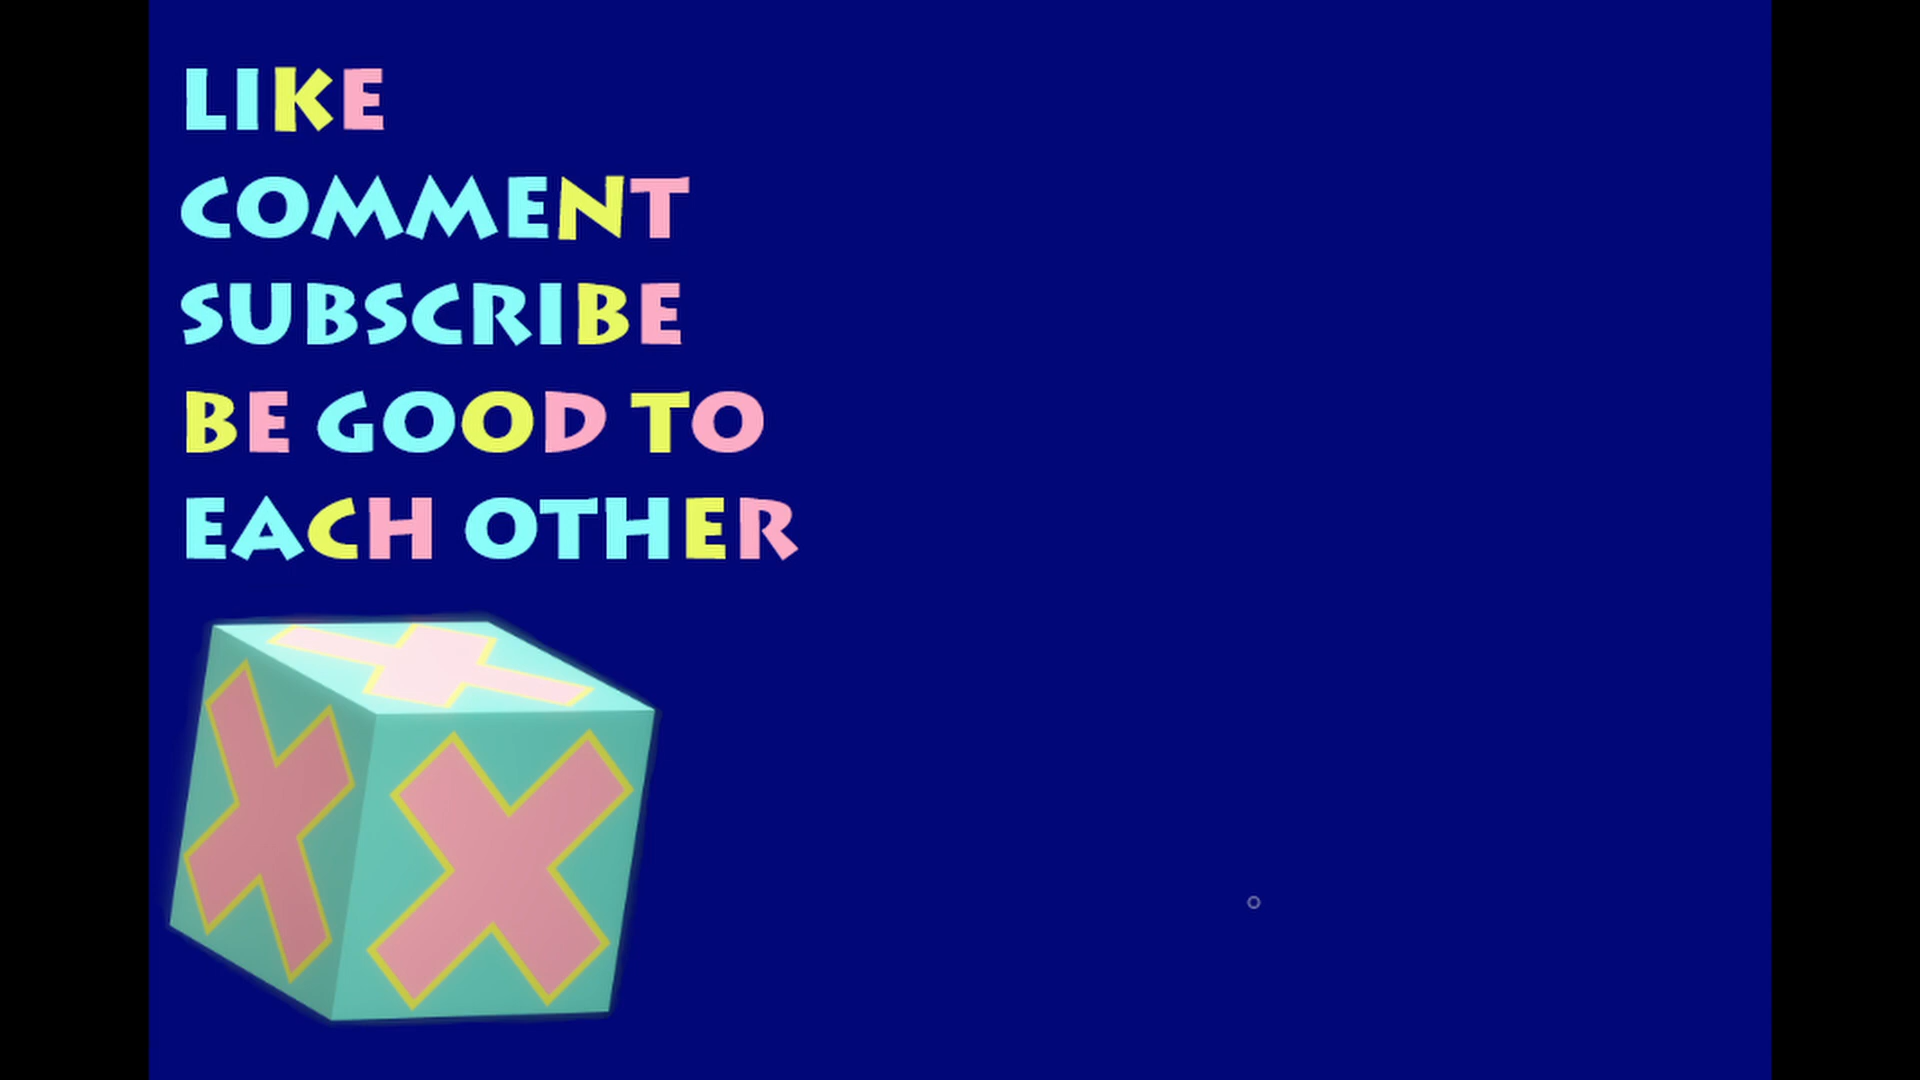 LIKE
COMMENT
SUBSCRIBE
BE GOOD TO
EACH OTHER
X X X